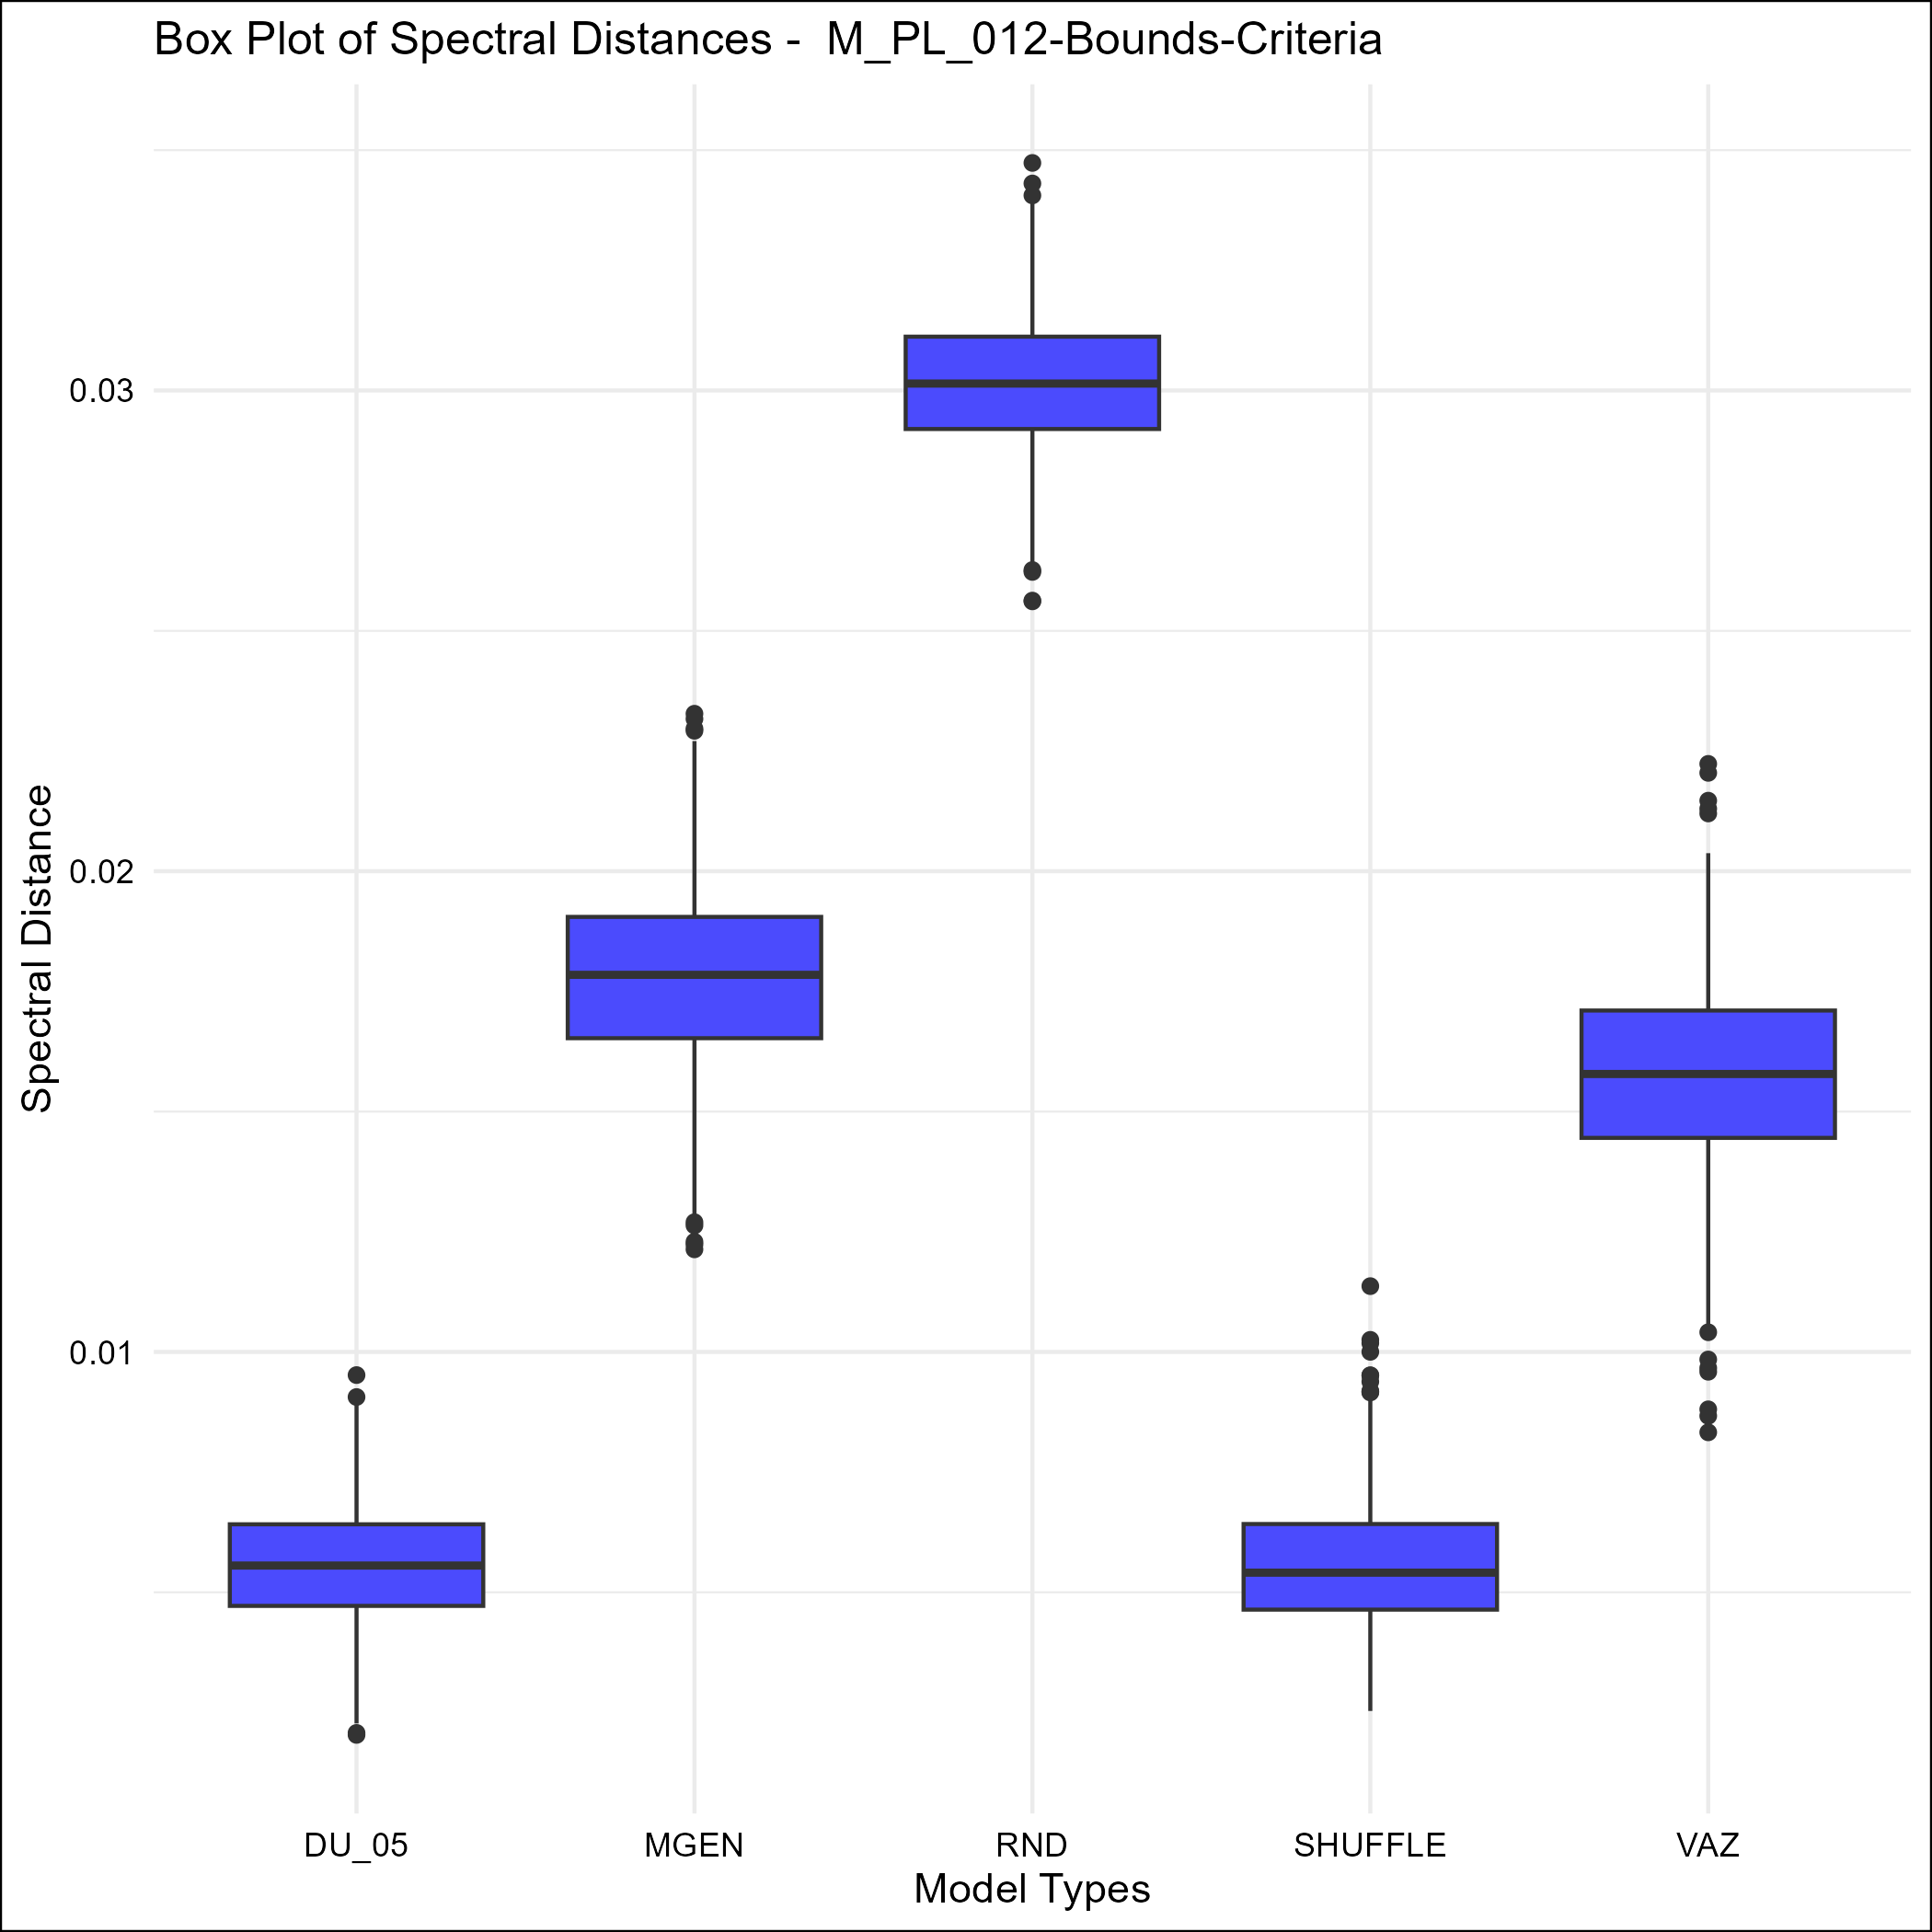 Box Plot of Spectral Distances -  M_PL_012-Bounds-Criteria
0.03
0.02
0.01
Spectral Distance
DU_05 MGEN RND SHUFFLE VAZ
Model Types